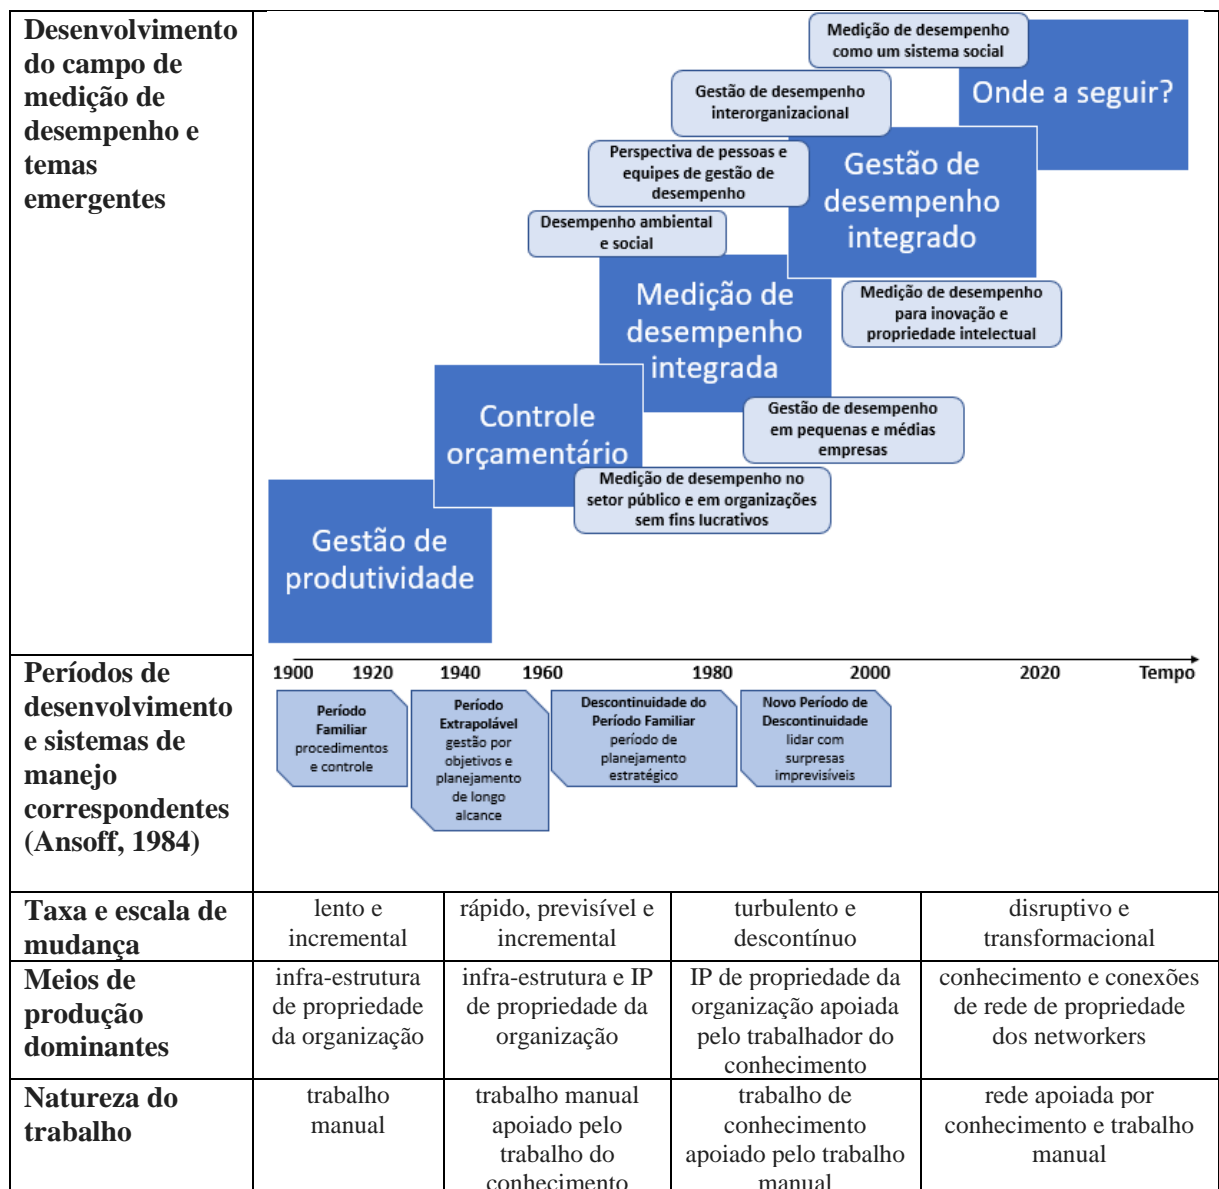 Desenvolvimento
do campo de
medição de
desempenho e
temas
emergentes
Medição de desempenho
como um sistema social
Onde a seguir?
Gestão de desempenho
interorganizacional
Perspectiva de pessoas e
equipes de gestão de
desempenho
Gestão de
desempenho
integrado
Desempenho ambiental
e social
Medição de
desempenho
integrada
Medição de desempenho
para inovação e
propriedade intelectual
Controle
orçamentário
Gestão de desempenho
em pequenas e médias
empresas
Medição de desempenho no
setor público e em organizações
sem fins lucrativos
Gestão de
produtividade
Períodos de
desenvolvimento
e sistemas de
manejo
correspondentes
(Ansoff, 1984)
1900 1920 1940 1960 1980 2000 2020 Tempo
Período
Familiar
procedimentos
e controle
Período
Extrapolável
gestão por
objetivos e
planejamento
de longo
alcance
Descontinuidade do
Período Familiar
período de
planejamento
estratégico
Novo Período de
Descontinuidade
lidar com
surpresas
imprevisíveis
Taxa e escala de
mudança
lento e
incremental
rápido, previsível e
incremental
turbulento e
descontínuo
disruptivo e
transformacional
Meios de
produção
dominantes
infra-estrutura
de propriedade
da organização
infra-estrutura e IP
de propriedade da
organização
IP de propriedade da
organização apoiada
pelo trabalhador do
conhecimento
conhecimento e conexões
de rede de propriedade
dos networkers
Natureza do
trabalho
trabalho
manual
trabalho manual
apoiado pelo
trabalho do
conhecimento
trabalho de
conhecimento
apoiado pelo trabalho
manual
rede apoiada por
conhecimento e trabalho
manual